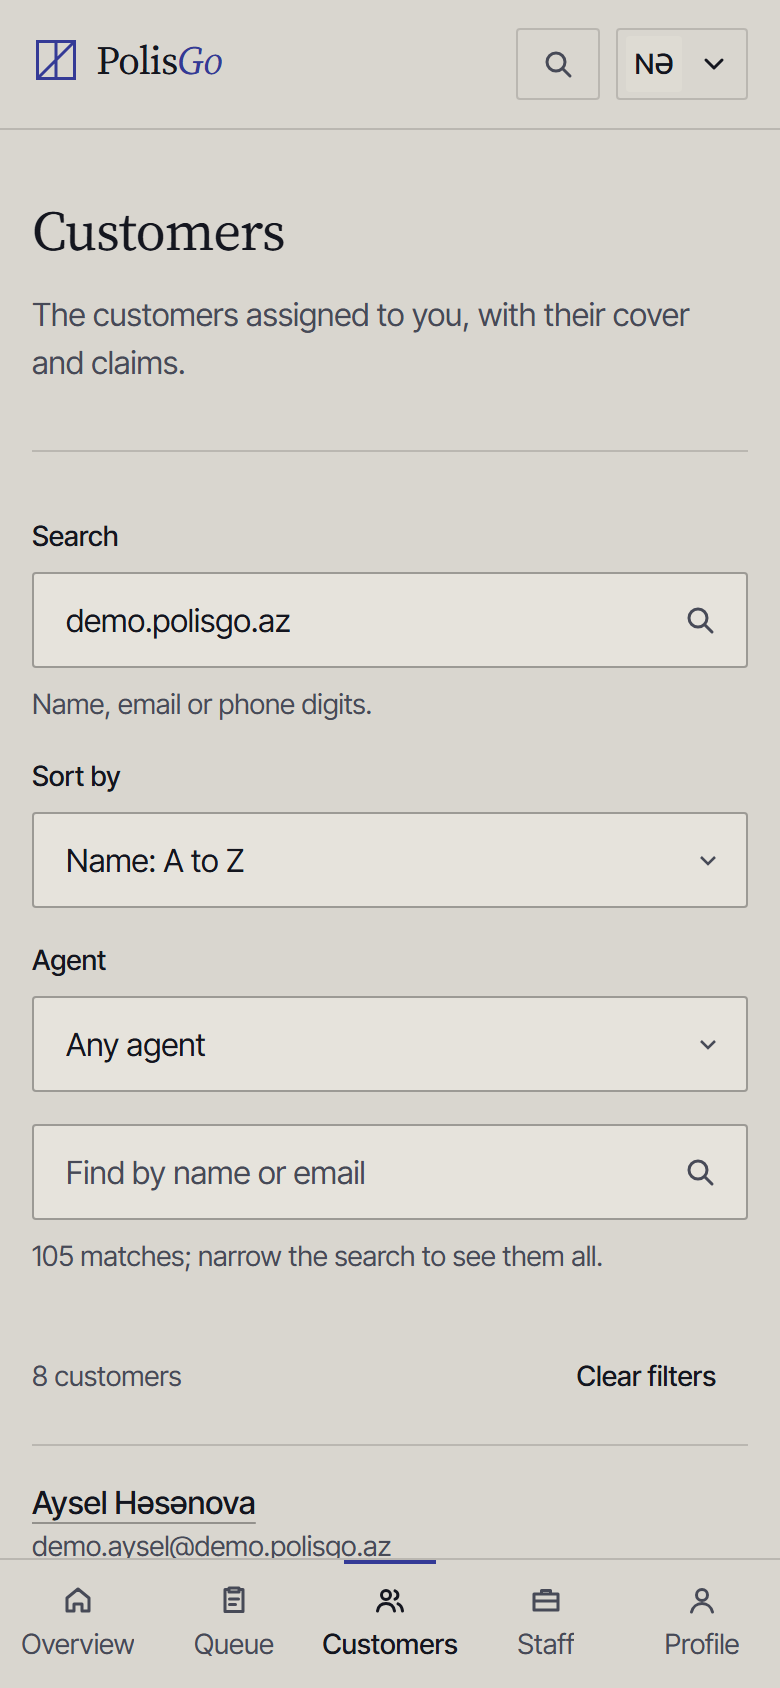 PolisGo
NƏ
Customers
The customers assigned to you, with their cover
and claims.
Search
demo.polisgo.az
Name, email or phone digits.
Sort by
Name: A to Z
Agent
Any agent
Find by name or email
105 matches; narrow the search to see them all.
8 customers
Clear filters
Aysel Həsənova
demo.aysel@demo.polisgo.az
Overview
Queue
Customers
Staff
Profile